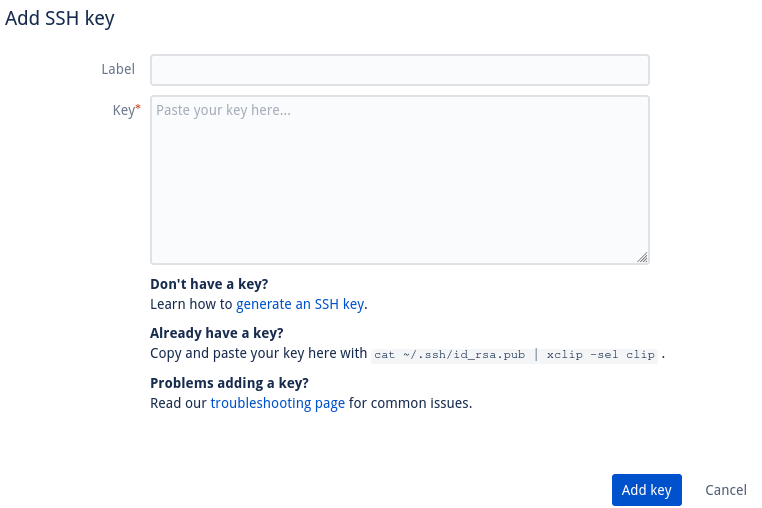 Add SSH key
Label
Key*
Paste your key here...
Don't have a key?
Learn how to generate an SSH key.
Already have a key?
Copy and paste your key here with cat ~/.ssh/id_rsa.pub | xclip -sel clip .
Problems adding a key?
Read our troubleshooting page for common issues.
Add key Cancel